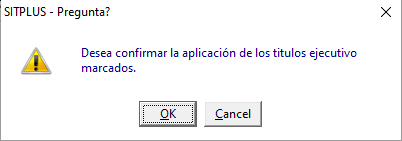 SITPLUS - Pregunta?
Desea confirmar la aplicación de los titulos ejecutivo
marcados.
OK
Cancel